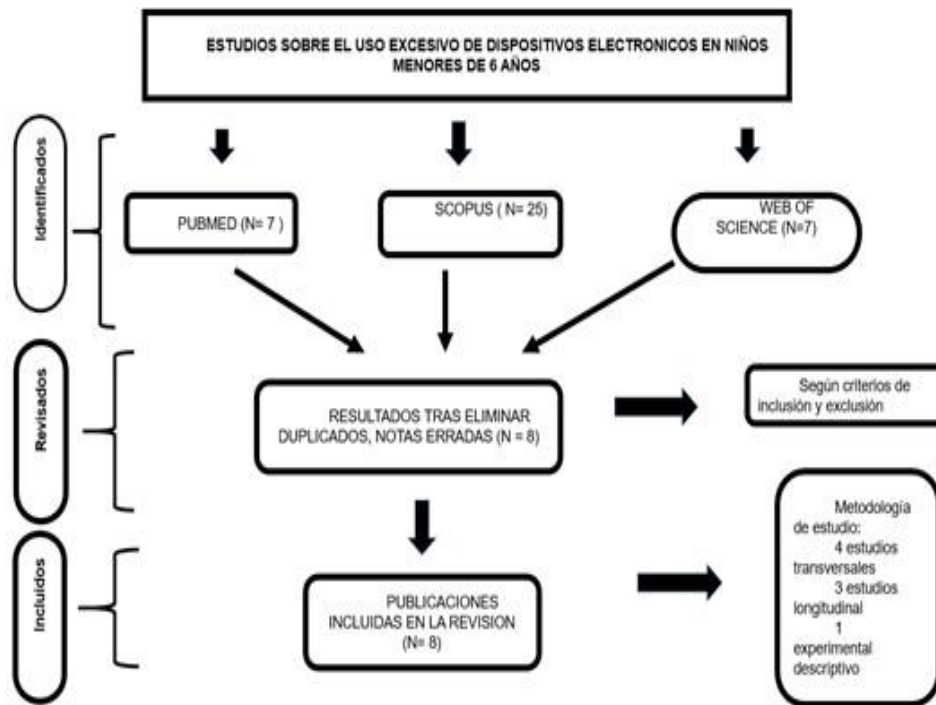 ESTUDIOS SOBRE EL USO EXCESIVO DE DISPOSITIVOS ELECTRONICOS EN NIÑOS
MENORES DE 6 AÑOS
Identificados
PUBMED (N= 7 )
SCOPUS ( N= 25)
WEB OF
SCIENCE (N=7)
Revisados
RESULTADOS TRAS ELIMINAR
DUPLICADOS, NOTAS ERRADAS (N = 8)
Según criterios de
inclusión y exclusión
Incluidos
PUBLICACIONES
INCLUIDAS EN LA REVISION
(N= 8)
Metodología
de estudio:
4 estudios
transversales
3 estudios
longitudinal
1
experimental
descriptivo